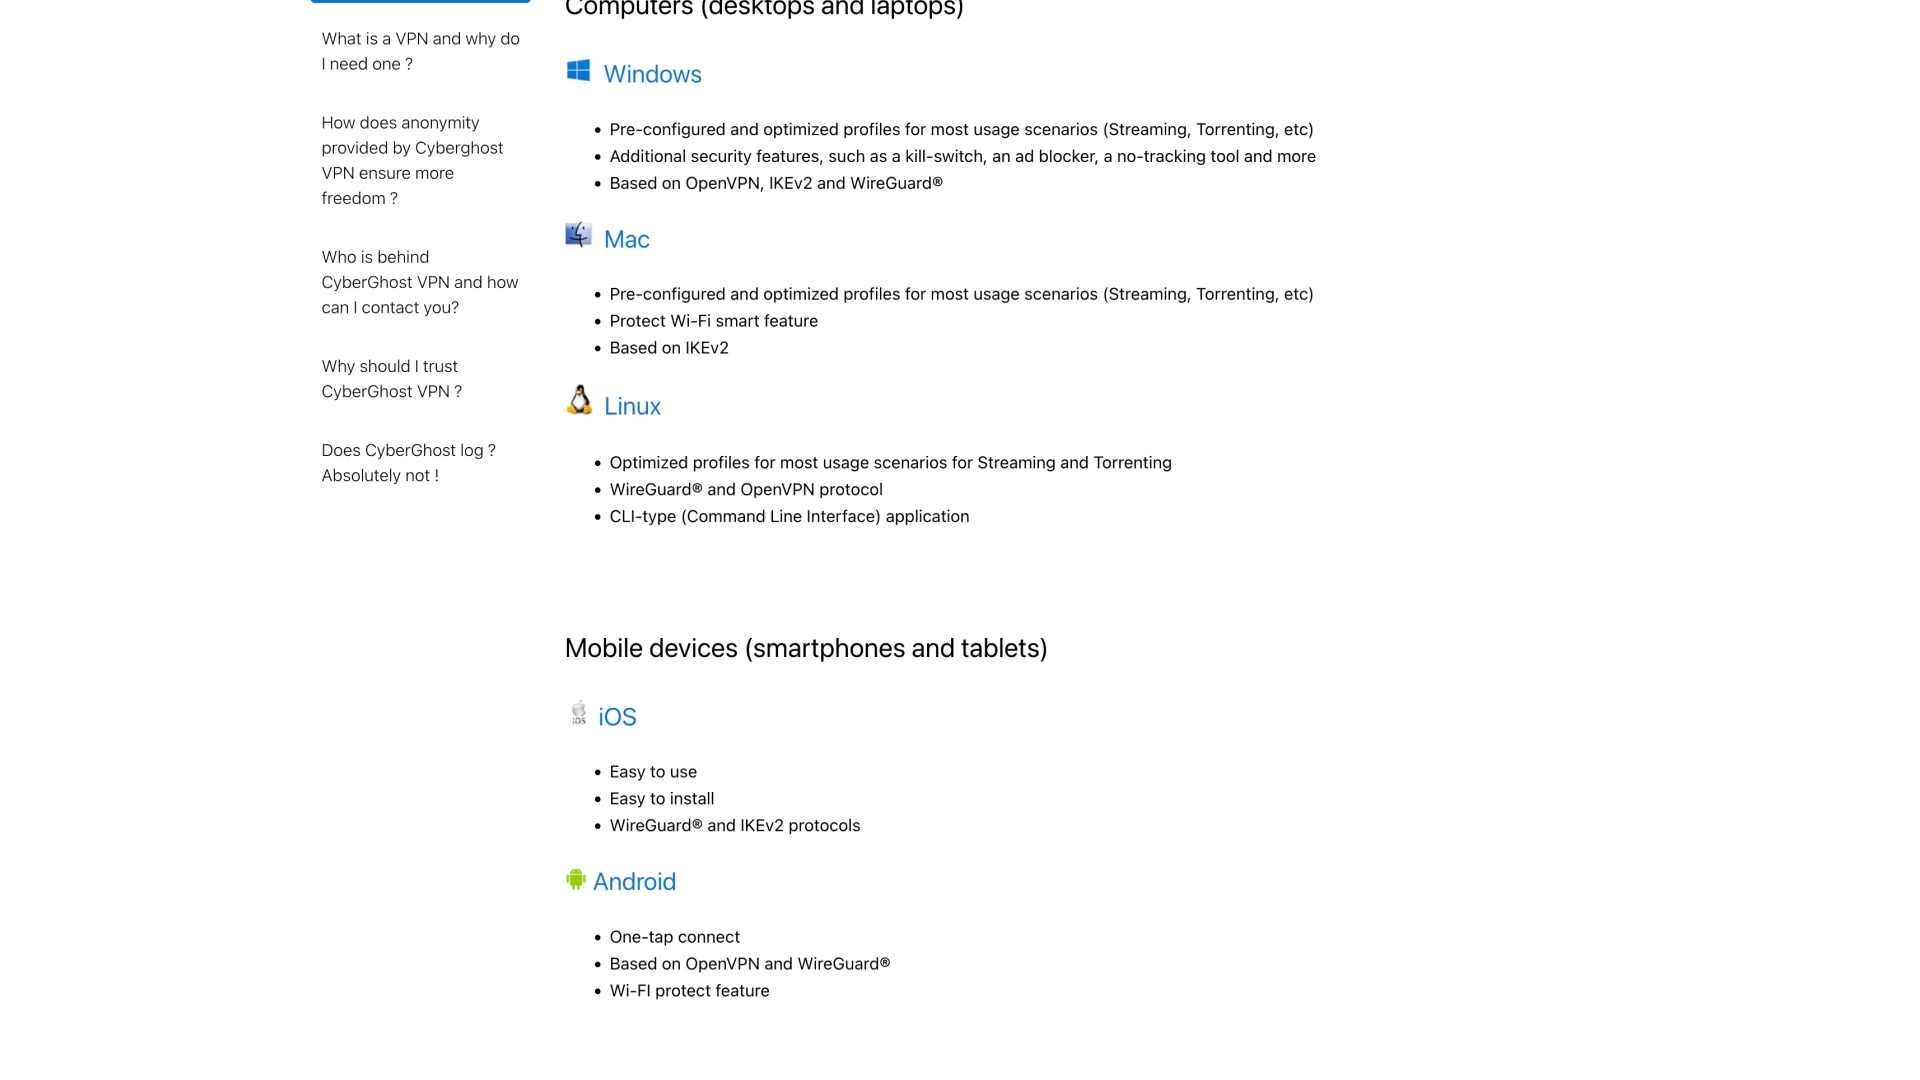 Computers (desktops and laptops)
What is a VPN and why do
I need one ?
How does anonymity
provided by Cyberghost
VPN ensure more
freedom ?
Who is behind
CyberGhost VPN and how
can I contact you?
Why should I trust
CyberGhost VPN ?
Does CyberGhost log ?
Absolutely not !
Windows
Pre-configured and optimized profiles for most usage scenarios (Streaming, Torrenting, etc)
Additional security features, such as a kill-switch, an ad blocker, a no-tracking tool and more
Based on OpenVPN, IKEv2 and WireGuard®
Mac
Pre-configured and optimized profiles for most usage scenarios (Streaming, Torrenting, etc)
Protect Wi-Fi smart feature
Based on IKEv2
Linux
Optimized profiles for most usage scenarios for Streaming and Torrenting
WireGuard® and OpenVPN protocol
CLI-type (Command Line Interface) application
Mobile devices (smartphones and tablets)
iOS
iOS
Easy to use
Easy to install
WireGuard® and IKEv2 protocols
Android
One-tap connect
Based on OpenVPN and WireGuard®
Wi-FI protect feature